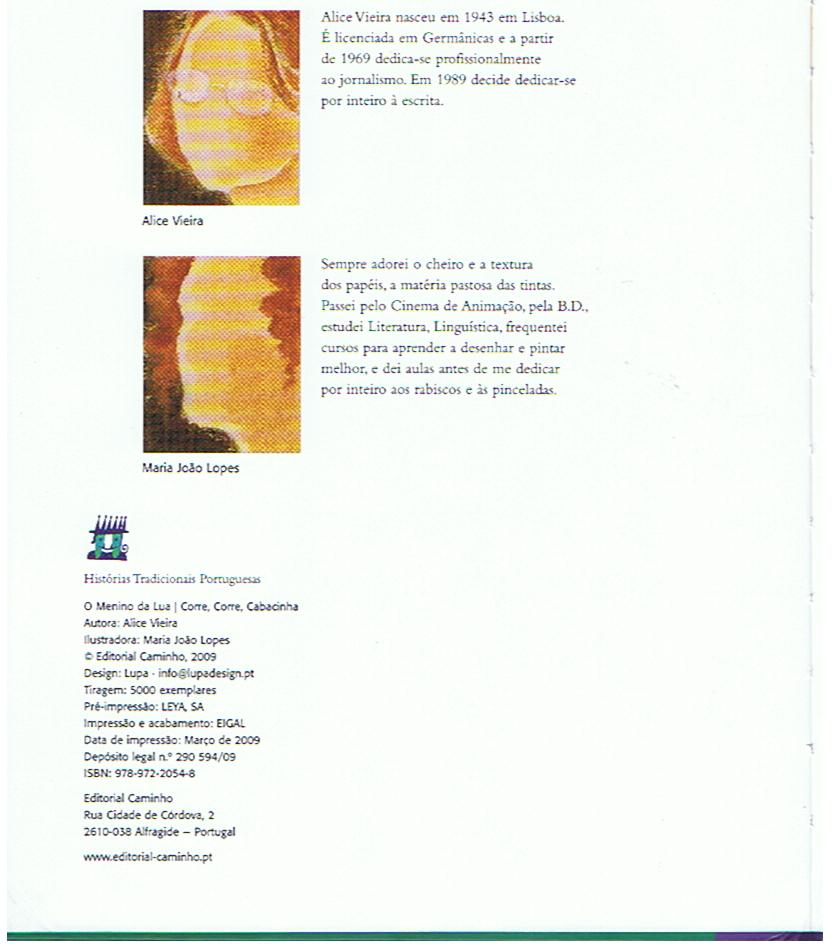 Alice Vieira nasceu em 1943 em Lisboa.
É licenciada em Germânicas e a partir
de 1969 dedica-se profissionalmente
ao jornalismo. Em 1989 decide dedicar-se
por inteiro à escrita.
Alice Vieira
Sempre adorei o cheiro e a textura
dos papéis, a matéria pastosa das tintas.
Passei pelo Cinema de Animação, pela B.D.,
estudei Literatura, Linguística, frequentei
cursos para aprender a desenhar e pintar
melhor, e dei aulas antes de me dedicar
por inteiro aos rabiscos e às pinceladas.
Maria João Lopes
Histórias Tradicionais Portuguesas
O Menino da Lua | Corre, Corre, Cabacinha
Autora: Alice Vieira
Ilustradora: Maria João Lopes
© Editorial Caminho, 2009
Design: Lupa - info@lupadesign.pt
Tiragem: 5000 exemplares
Pré-impressão: LEYA, SA
Impressão e acabamento: EIGAL
Data de impressão: Março de 2009
Depósito legal n.º 290 594/09
ISBN: 978-972-2054-8
Editorial Caminho
Rua Cidade de Córdova, 2
2610-038 Alfragide — Portugal
www.editorial-caminho.pt